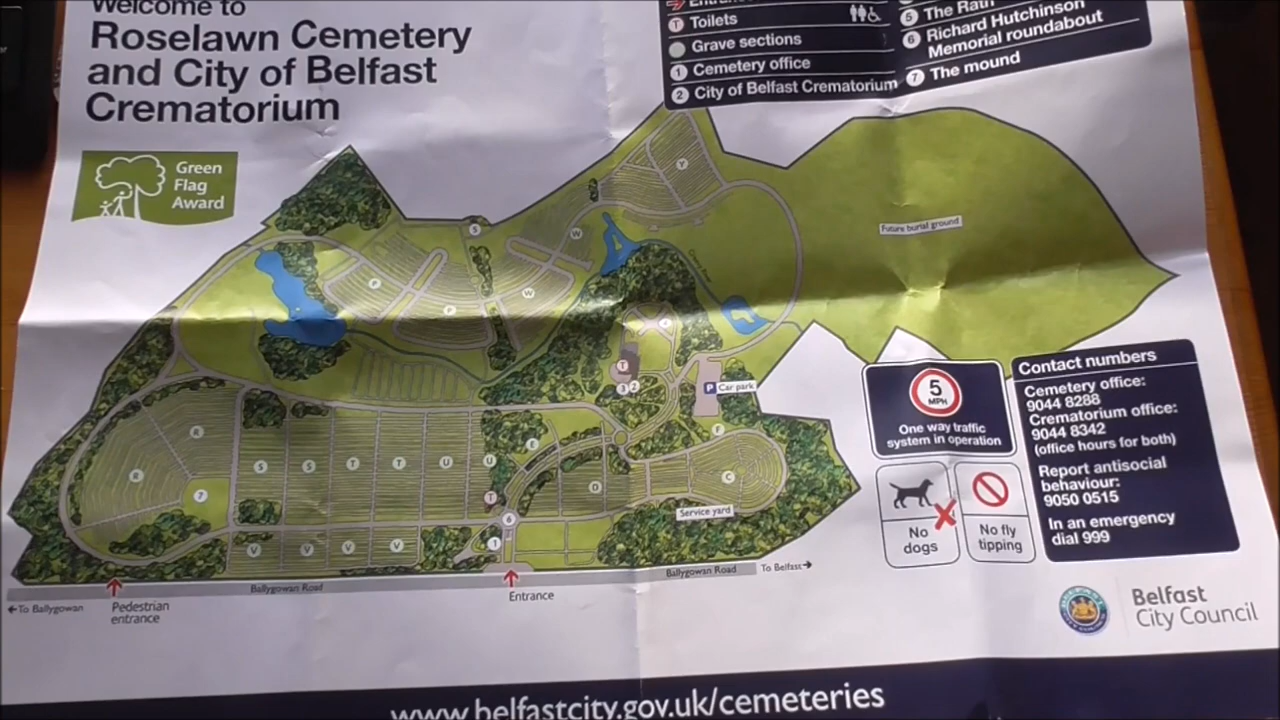 Welcome to
Roselawn Cemetery
and City of Belfast
Crematorium
Green
Flag
Award
T Toilets
Grave sections
1 Cemetery office
2 City of Belfast Crematorium
5 The Rath
6 Richard Hutchinson
Memorial roundabout
7 The mound
Y
S
W
Future burial ground
P
W
P
T
3 2
P Car park
R
E
F
S S T T U U
R
C
O
7
T
Service yard
6
V V V V
1
Ballygowan Road
Ballygowan Road
To Belfast→
←To Ballygowan
Pedestrian
entrance
Entrance
5
MPH
One way traffic
system in operation
No
dogs
No fly
tipping
Contact numbers
Cemetery office:
9044 8288
Crematorium office:
9044 8342
(office hours for both)
Report antisocial
behaviour:
9050 0515
In an emergency
dial 999
Belfast
City Council
www.belfastcity.gov.uk/cemeteries